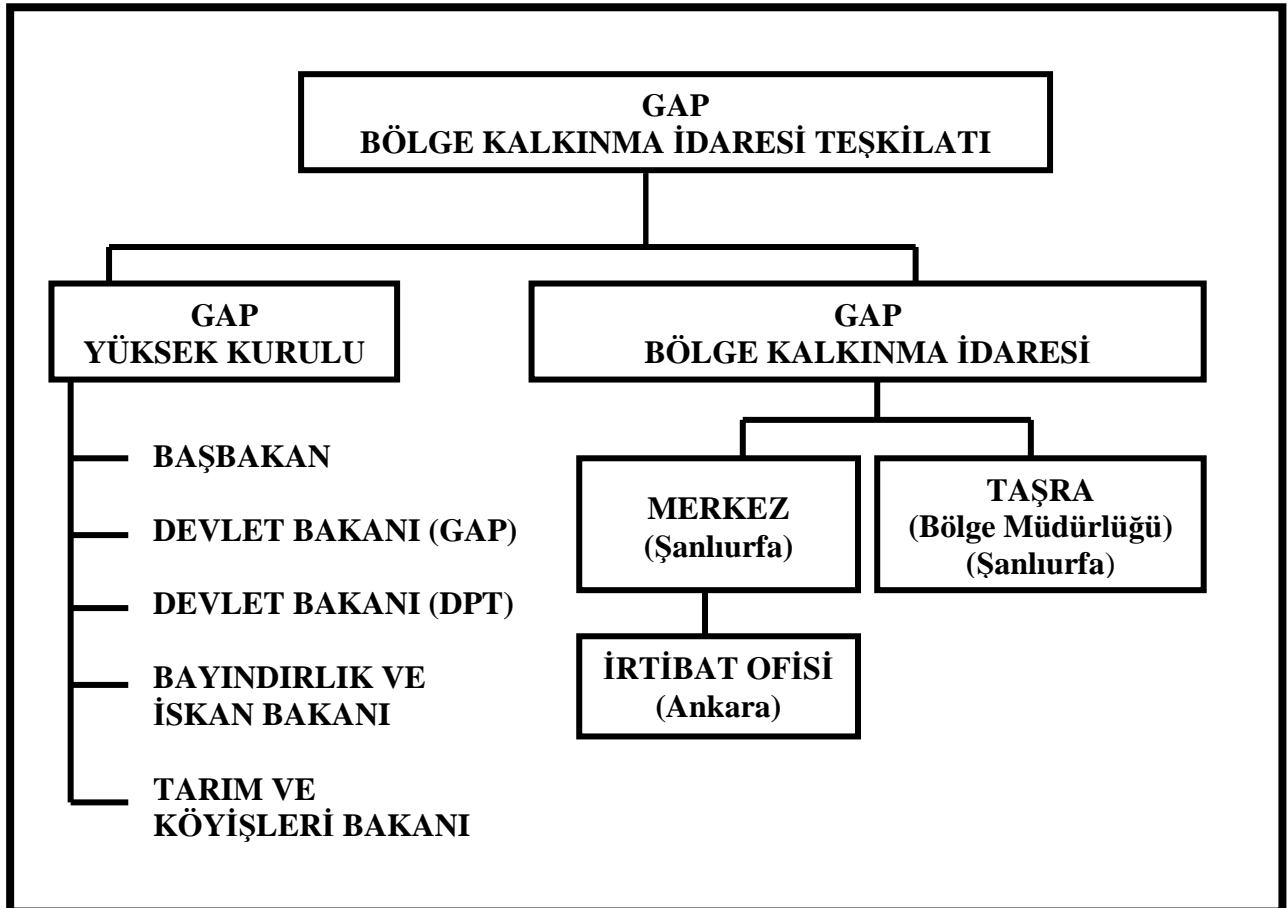 GAP
BÖLGE KALKINMA İDARESİ TEŞKİLATI
GAP
YÜKSEK KURULU
BAŞBAKAN
DEVLET BAKANI (GAP)
DEVLET BAKANI (DPT)
BAYINDIRLIK VE
İSKAN BAKANI
TARIM VE
KÖYİŞLERİ BAKANI
GAP
BÖLGE KALKINMA İDARESİ
MERKEZ
(Şanlıurfa)
İRTİBAT OFİSİ
(Ankara)
TAŞRA
(Bölge Müdürlüğü)
(Şanlıurfa)